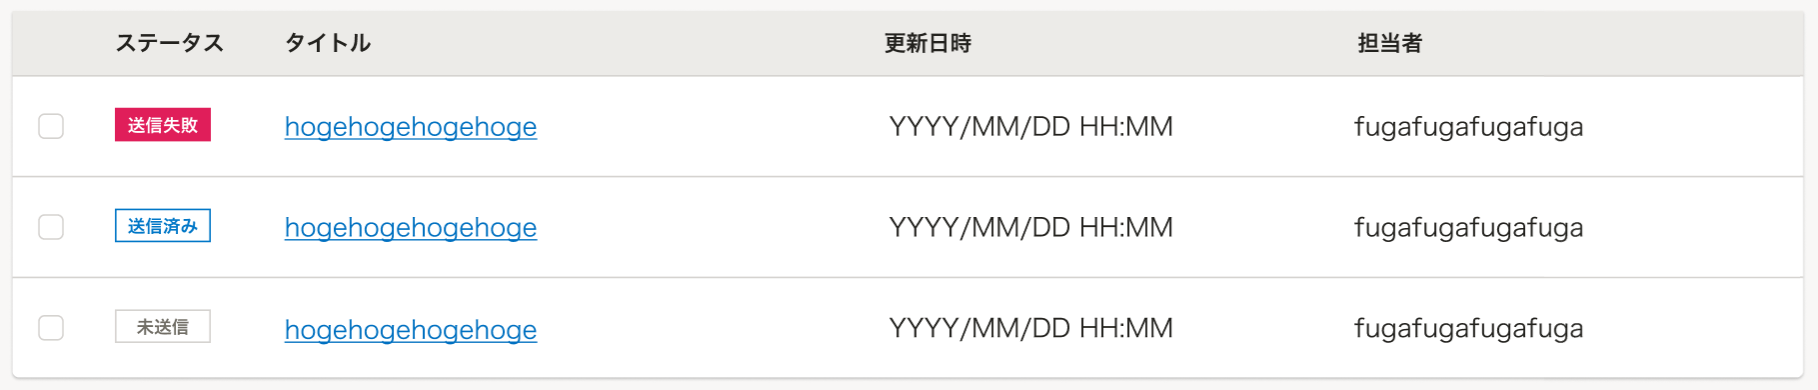 ステータス タイトル 更新日時 担当者
送信失敗 hogehogehogehoge YYYY/MM/DD HH:MM fugafugafugafuga
送信済み hogehogehogehoge YYYY/MM/DD HH:MM fugafugafugafuga
未送信 hogehogehogehoge YYYY/MM/DD HH:MM fugafugafugafuga